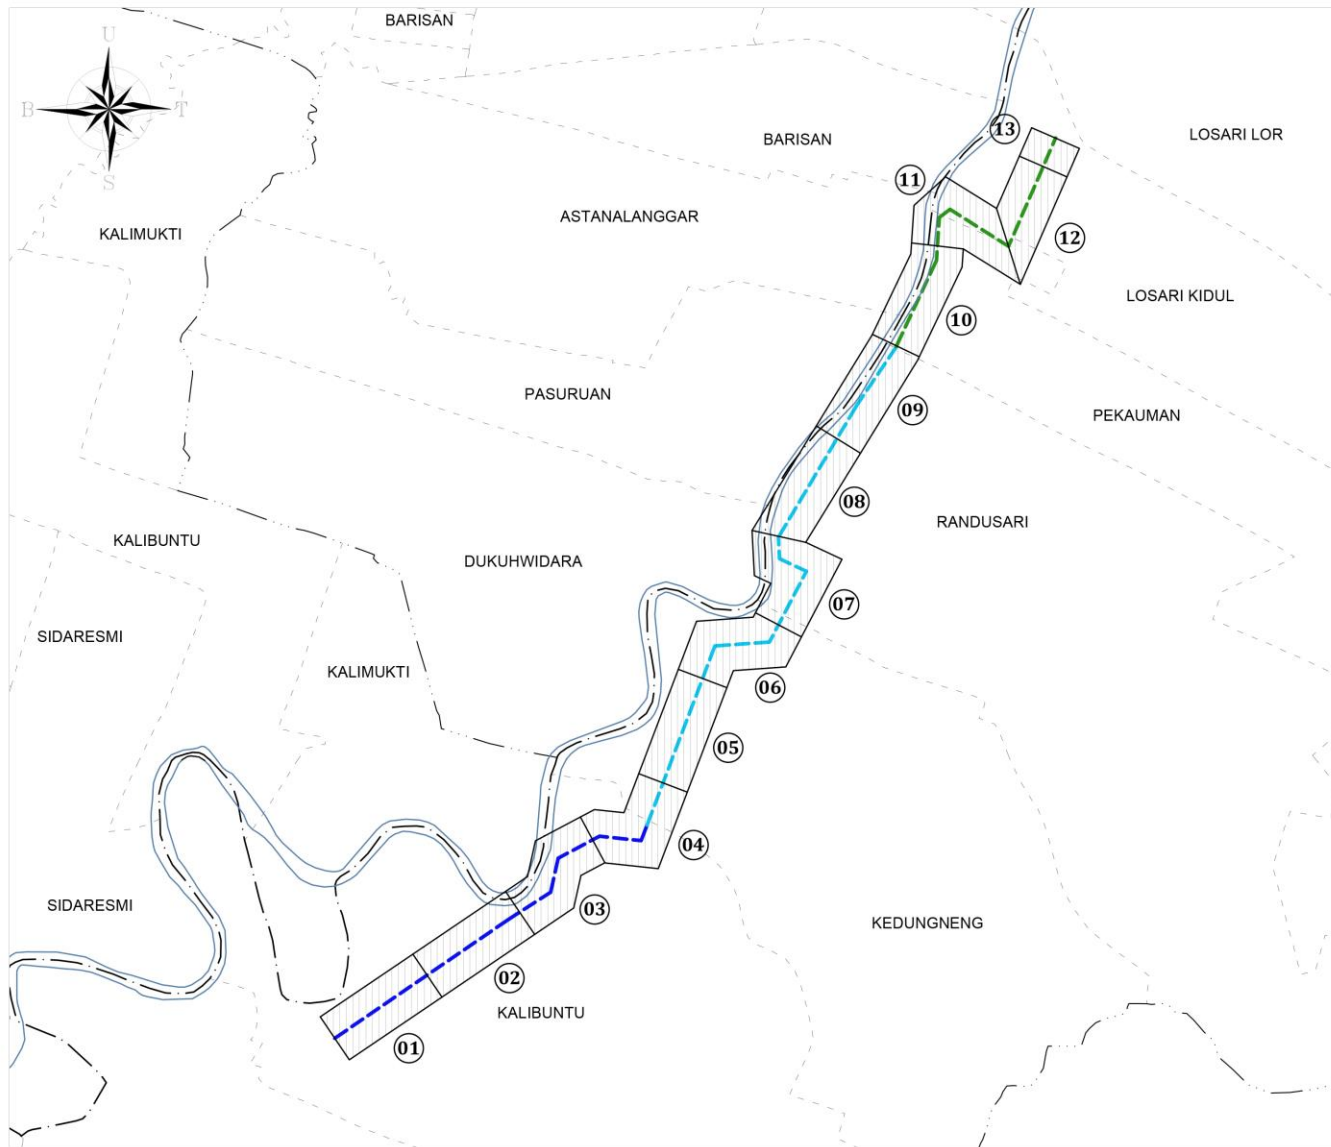 BARISAN
U
B
T
S
13
BARISAN
LOSARI LOR
11
ASTANALANGGAR
KALIMUKTI
12
LOSARI KIDUL
10
PASURUAN
09
PEKAUMAN
08
RANDUSARI
KALIBUNTU
DUKUHWIDARA
07
SIDARESMI
KALIMUKTI
06
05
04
SIDARESMI
03
KEDUNGNENG
02
KALIBUNTU
01